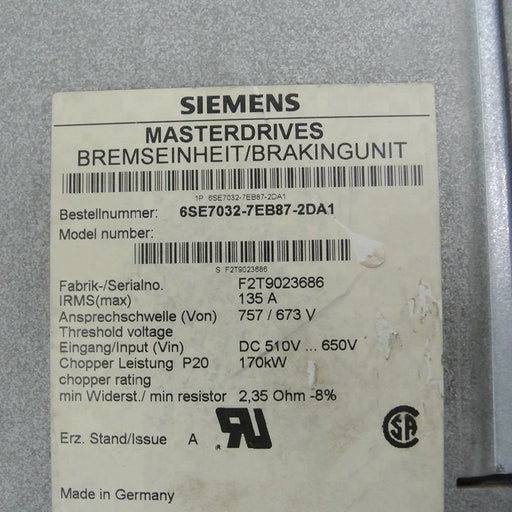 SIEMENS
MASTERDRIVES
BREMSEINHEIT/BRAKINGUNIT
1P 6SE7032-7EB87-2DA1
Bestellnummer: 6SE7032-7EB87-2DA1
Model number:
S F2T9023686
Fabrik-/Serialno. F2T9023686
IRMS(max) 135 A
Ansprechschwelle (Von) 757 / 673 V
Threshold voltage
Eingang/Input (Vin) DC 510V ... 650V
Chopper Leistung P20 170kW
chopper rating
min Widerst./ min resistor 2,35 Ohm -8%
Erz. Stand/Issue A
Made in Germany